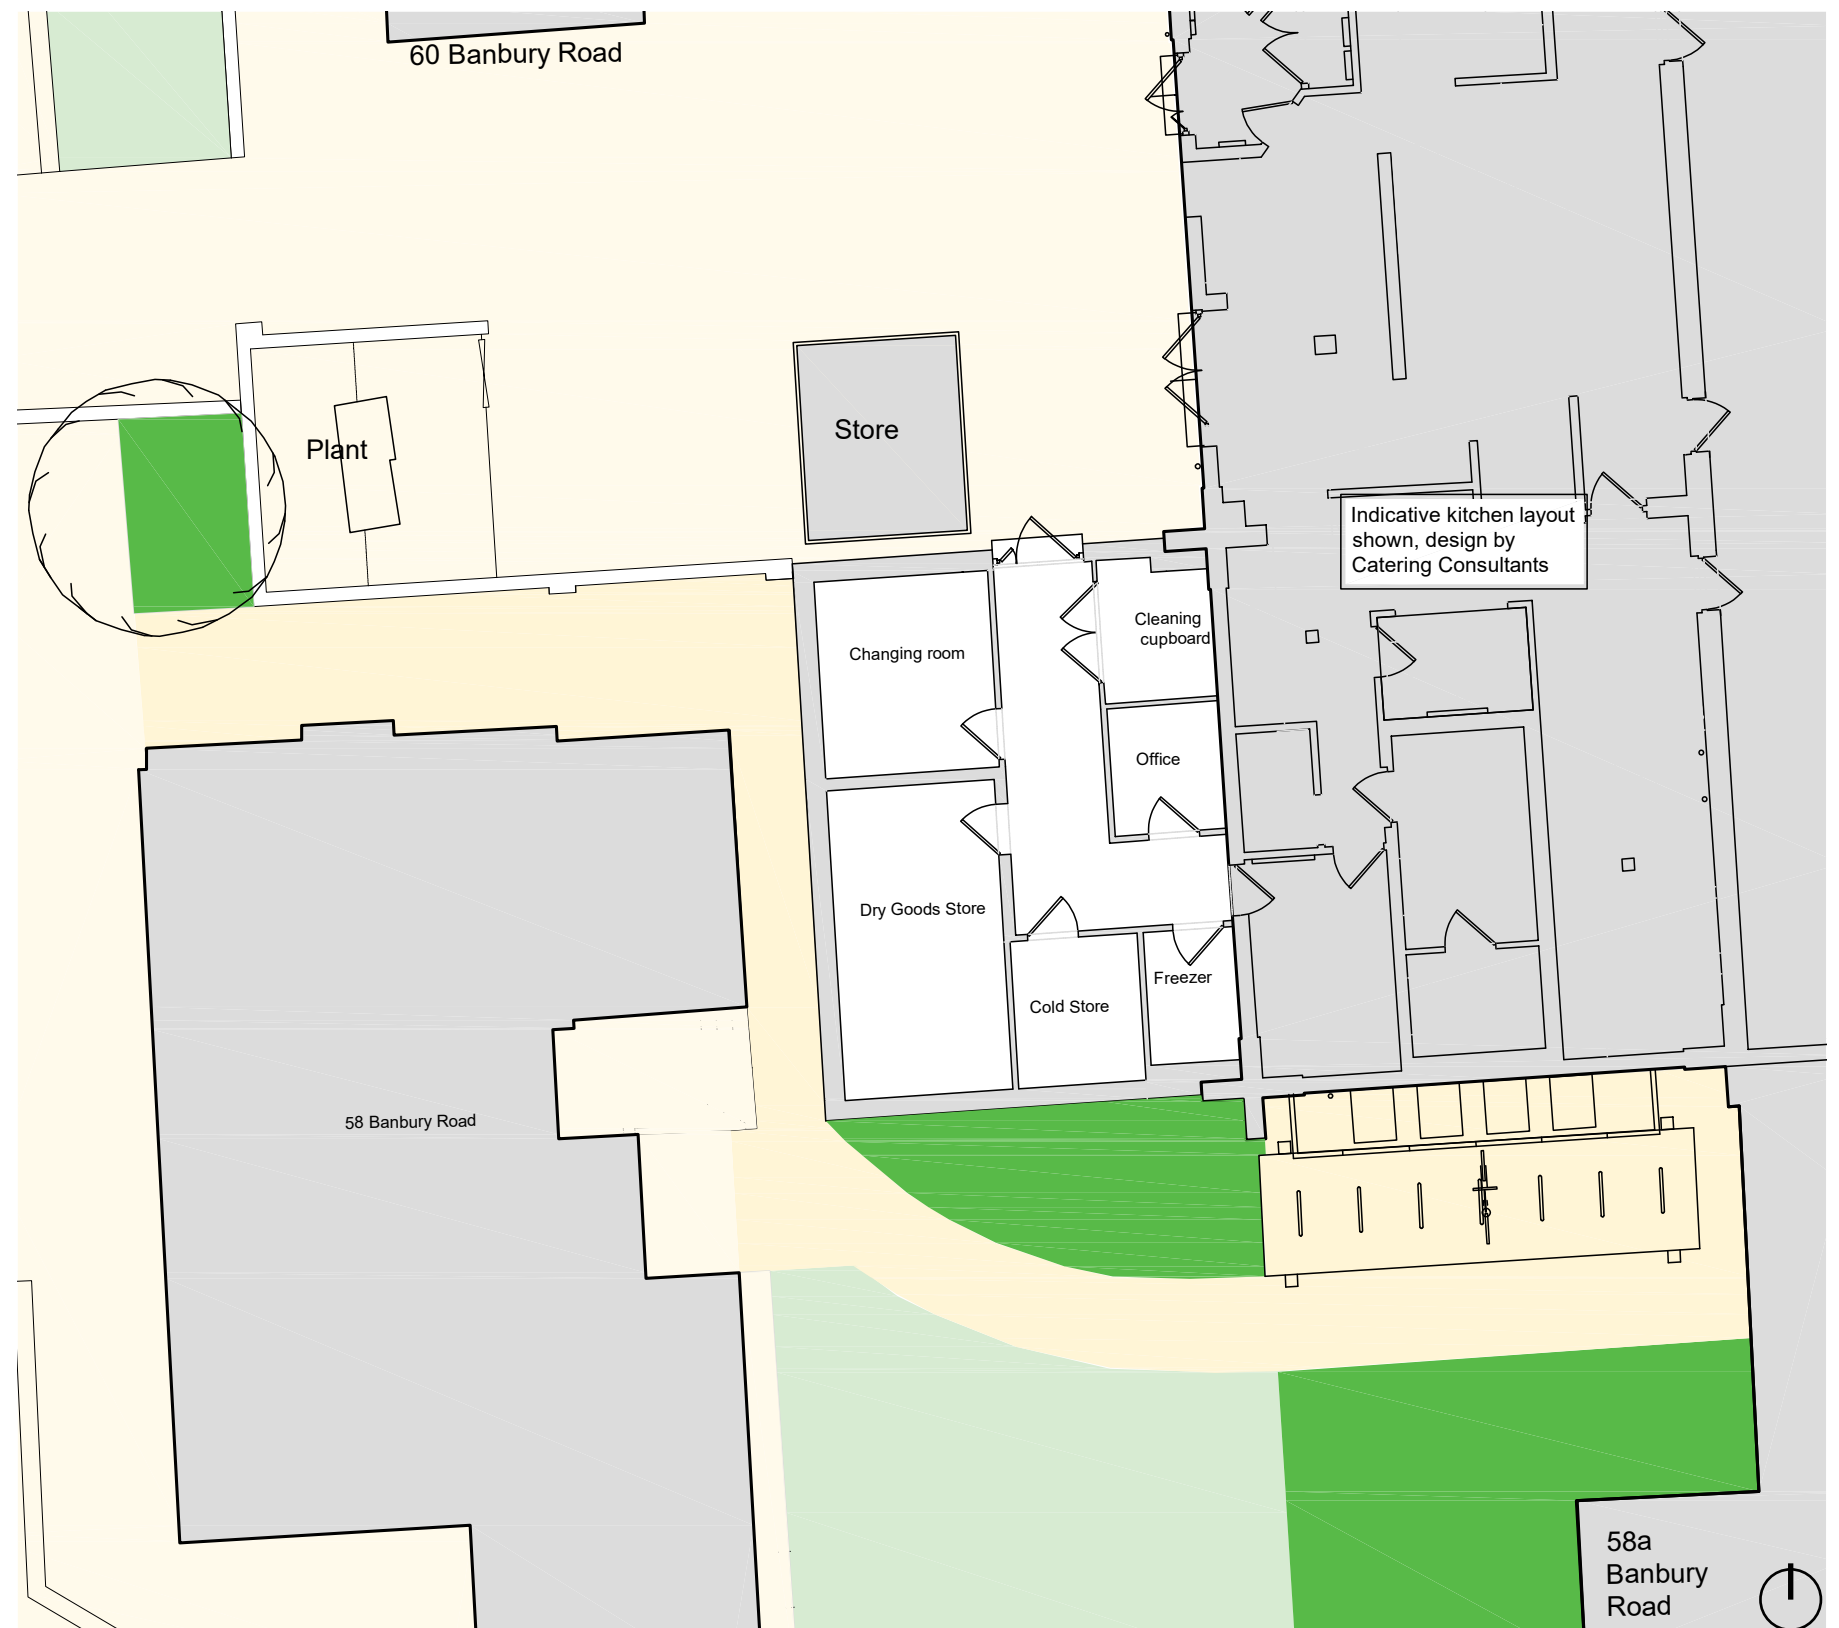 60 Banbury Road
Plant
Store
Indicative kitchen layout
shown, design by
Catering Consultants
Cleaning
cupboard
Changing room
Office
Dry Goods Store
Freezer
Cold Store
58 Banbury Road
58a
Banbury
Road